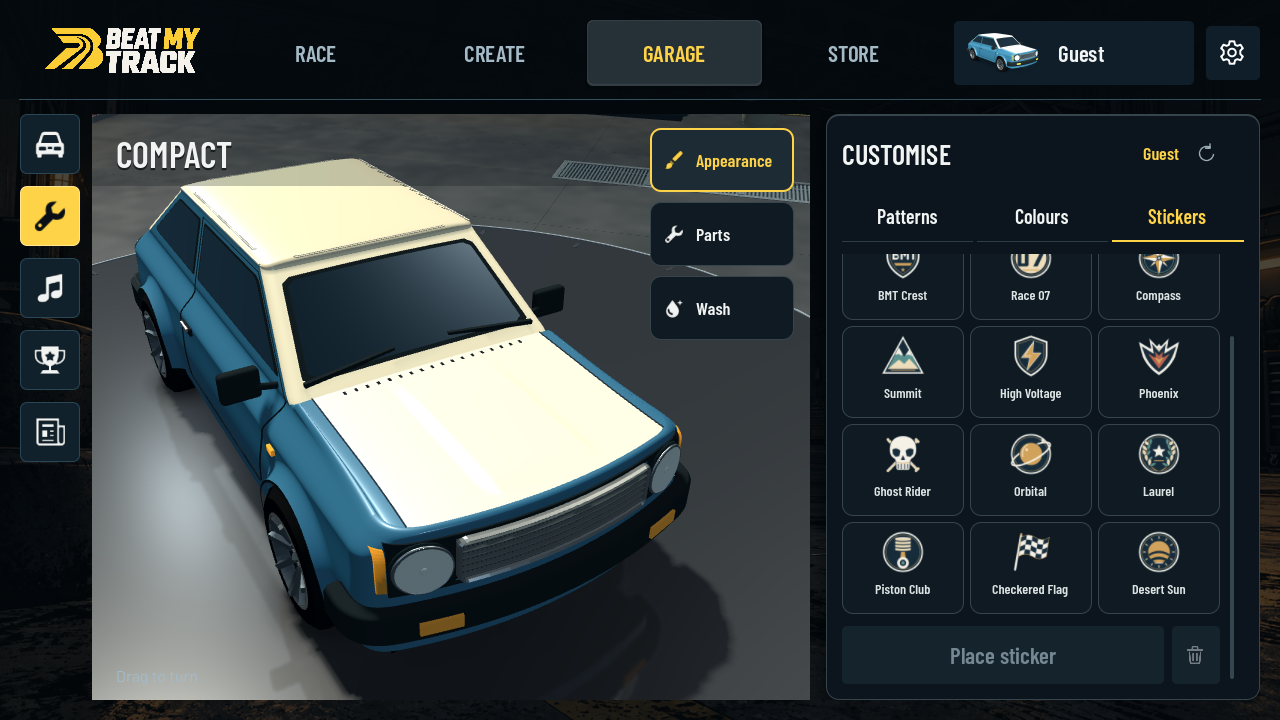 BEAT MY
TRACK
RACE
CREATE
GARAGE
STORE
Guest
COMPACT
Appearance
Parts
Wash
Drag to turn
CUSTOMISE
Guest
Patterns
Colours
Stickers
BMT
07
BMT Crest
Race 07
Compass
Summit
High Voltage
Phoenix
Ghost Rider
Orbital
Laurel
Piston Club
Checkered Flag
Desert Sun
Place sticker